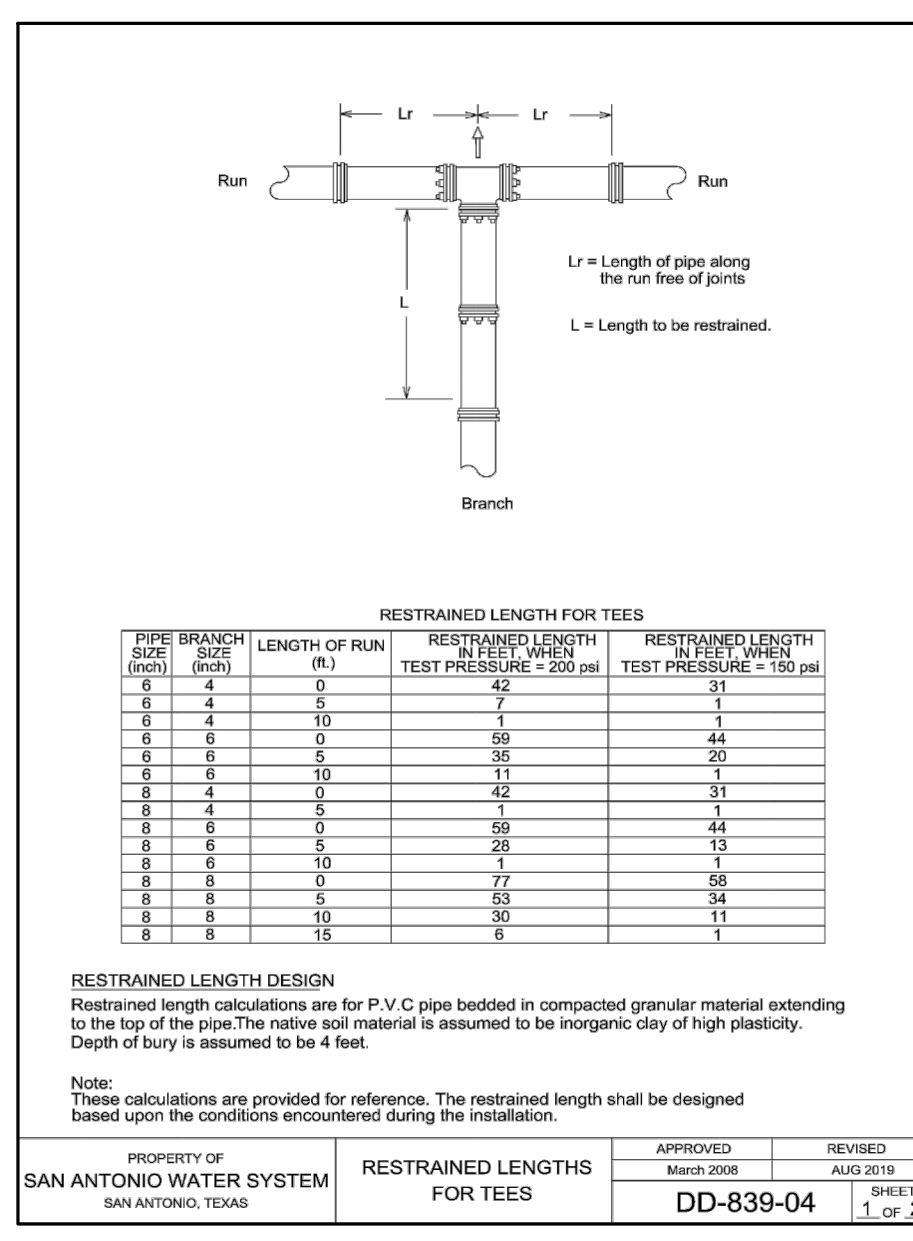 Lr Lr
Run Run
Lr = Length of pipe along
the run free of joints
L
L = Length to be restrained.
Branch
RESTRAINED LENGTH FOR TEES
PIPE SIZE (inch) BRANCH SIZE (inch) LENGTH OF RUN (ft.) RESTRAINED LENGTH IN FEET, WHEN TEST PRESSURE = 200 psi RESTRAINED LENGTH IN FEET, WHEN TEST PRESSURE = 150 psi
6 4 0 42 31
6 4 5 7 1
6 4 10 1 1
6 6 0 59 44
6 6 5 35 20
6 6 10 11 1
8 4 0 42 31
8 4 5 1 1
8 6 0 59 44
8 6 5 28 13
8 6 10 1 1
8 8 0 77 58
8 8 5 53 34
8 8 10 30 11
8 8 15 6 1
RESTRAINED LENGTH DESIGN
Restrained length calculations are for P.V.C pipe bedded in compacted granular material extending
to the top of the pipe.The native soil material is assumed to be inorganic clay of high plasticity.
Depth of bury is assumed to be 4 feet.
Note:
These calculations are provided for reference. The restrained length shall be designed
based upon the conditions encountered during the installation.
PROPERTY OF
SAN ANTONIO WATER SYSTEM
SAN ANTONIO, TEXAS
RESTRAINED LENGTHS
FOR TEES
APPROVED REVISED
March 2008 AUG 2019
DD-839-04
SHEET
1 OF